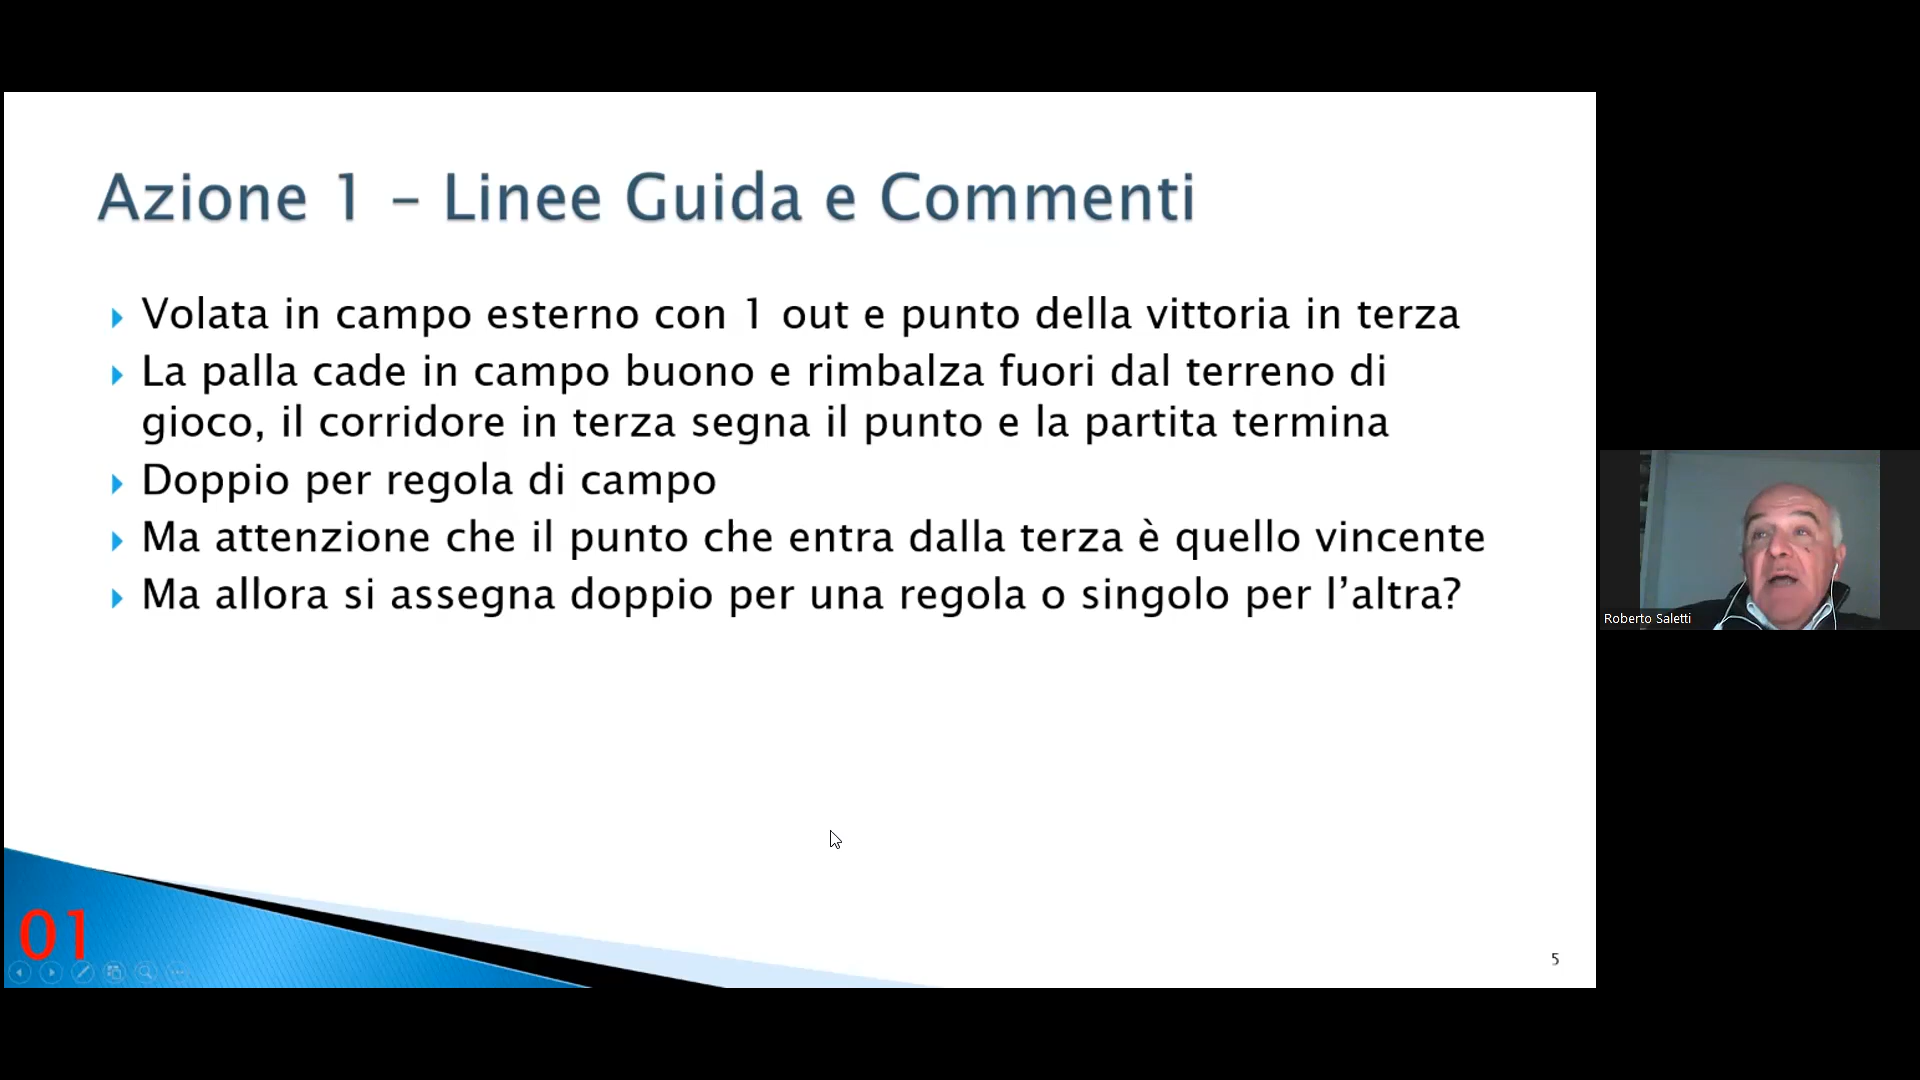 Azione 1 – Linee Guida e Commenti
Volata in campo esterno con 1 out e punto della vittoria in terza
La palla cade in campo buono e rimbalza fuori dal terreno di
gioco, il corridore in terza segna il punto e la partita termina
Doppio per regola di campo
Ma attenzione che il punto che entra dalla terza è quello vincente
Ma allora si assegna doppio per una regola o singolo per l’altra?
Roberto Saletti
01
5